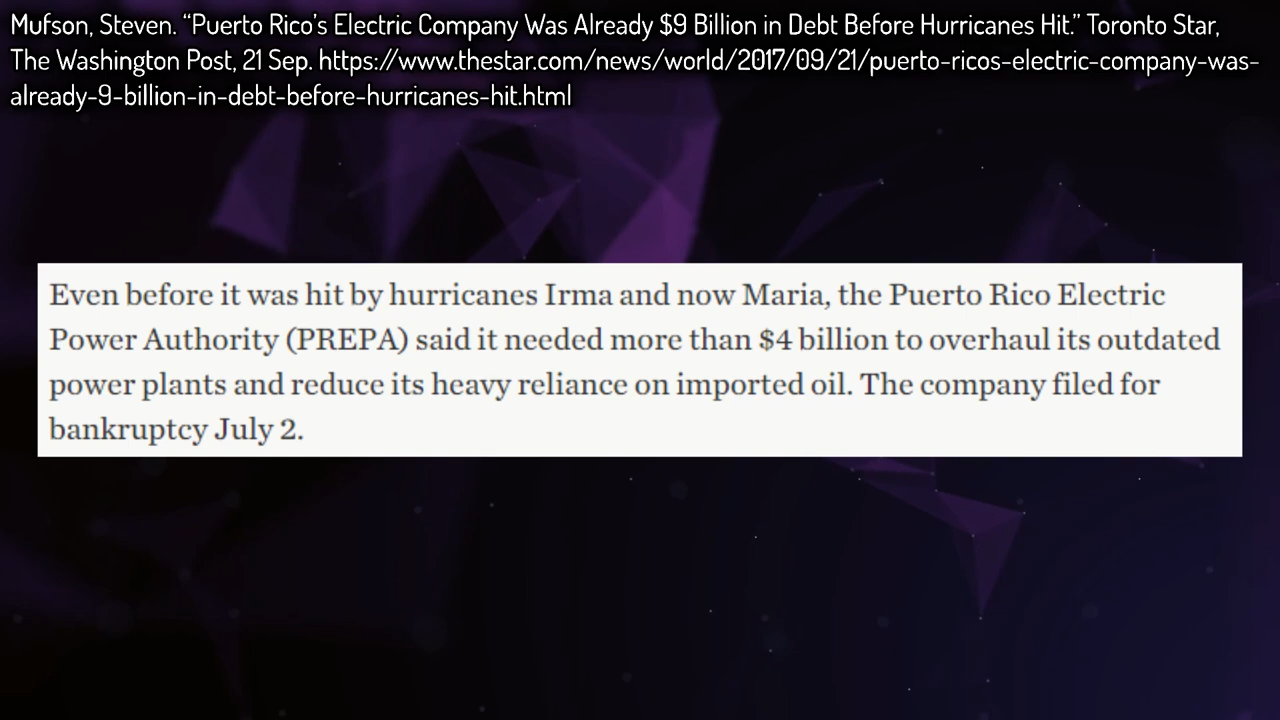 Mufson, Steven. “Puerto Rico’s Electric Company Was Already $9 Billion in Debt Before Hurricanes Hit.” Toronto Star,
The Washington Post, 21 Sep. https://www.thestar.com/news/world/2017/09/21/puerto-ricos-electric-company-was-
already-9-billion-in-debt-before-hurricanes-hit.html
Even before it was hit by hurricanes Irma and now Maria, the Puerto Rico Electric
Power Authority (PREPA) said it needed more than $4 billion to overhaul its outdated
power plants and reduce its heavy reliance on imported oil. The company filed for
bankruptcy July 2.